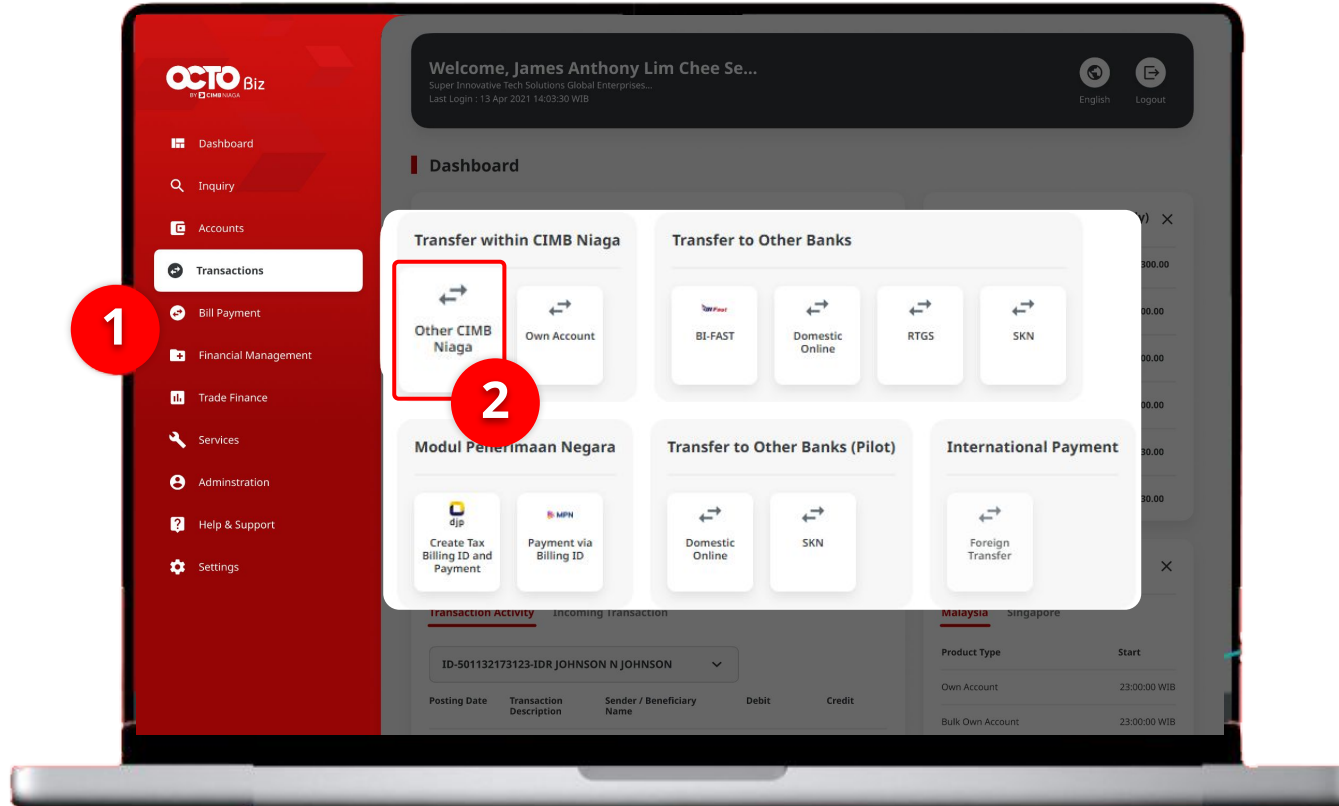 OCTO Biz
BY CIMB NIAGA
Dashboard
Inquiry
Accounts
Transactions
Bill Payment
Financial Management
Trade Finance
Services
Adminstration
Help & Support
Settings
1
Welcome, James Anthony Lim Chee Se...
Super Innovative Tech Solutions Global Enterprises...
Last Login : 13 Apr 2021 14:03:30 WIB
English
Logout
Dashboard
y)
300.00
00.00
00.00
00.00
30.00
30.00
Transfer within CIMB Niaga
Other CIMB
Niaga
Own Account
2
Transfer to Other Banks
BI-FAST
BI-FAST
Domestic
Online
RTGS
SKN
Modul Penerimaan Negara
djp
Create Tax
Billing ID and
Payment
MPN
Payment via
Billing ID
Transfer to Other Banks (Pilot)
Domestic
Online
SKN
International Payment
Foreign
Transfer
Transaction Activity
Incoming Transaction
ID-501132173123-IDR JOHNSON N JOHNSON
Posting Date
Transaction
Description
Sender / Beneficiary
Name
Debit
Credit
Malaysia
Singapore
Product Type
Start
Own Account
23:00:00 WIB
Bulk Own Account
23:00:00 WIB